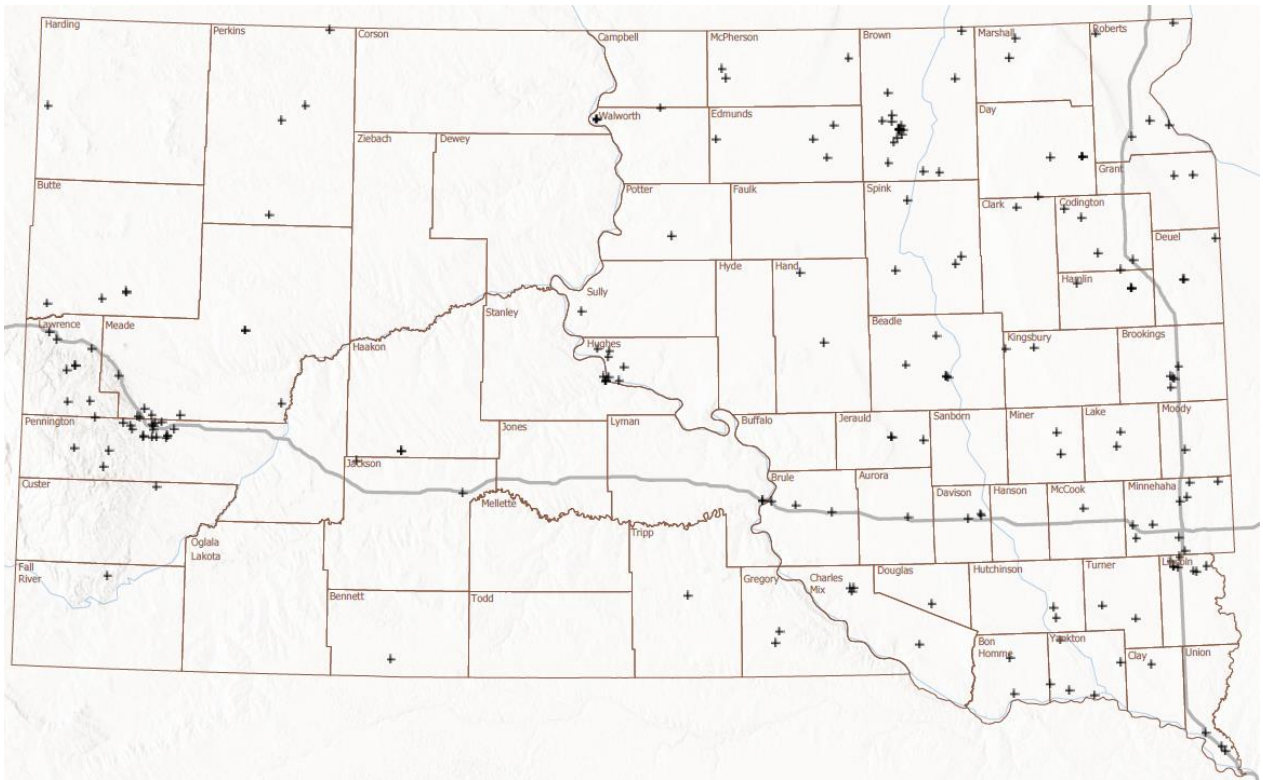 Harding
Perkins
Corson
Campbell
McPherson
Brown
Marshall
Roberts
Walworth
Edmunds
Day
Ziebach
Dewey
Grant
Butte
Potter
Faulk
Spink
Clark
Codington
Deuel
Hyde
Hand
Hamlin
Sully
Stanley
Lawrence
Meade
Beadle
Kingsbury
Brookings
Haakon
Hughes
Pennington
Jones
Lyman
Buffalo
Jerauld
Sanborn
Miner
Lake
Moody
Jackson
Custer
Mellette
Brule
Aurora
Davison
Hanson
McCook
Minnehaha
Oglala
Lakota
Tripp
Fall
River
Bennett
Todd
Gregory
Charles
Mix
Douglas
Hutchinson
Turner
Lincoln
Bon
Homme
Yankton
Clay
Union